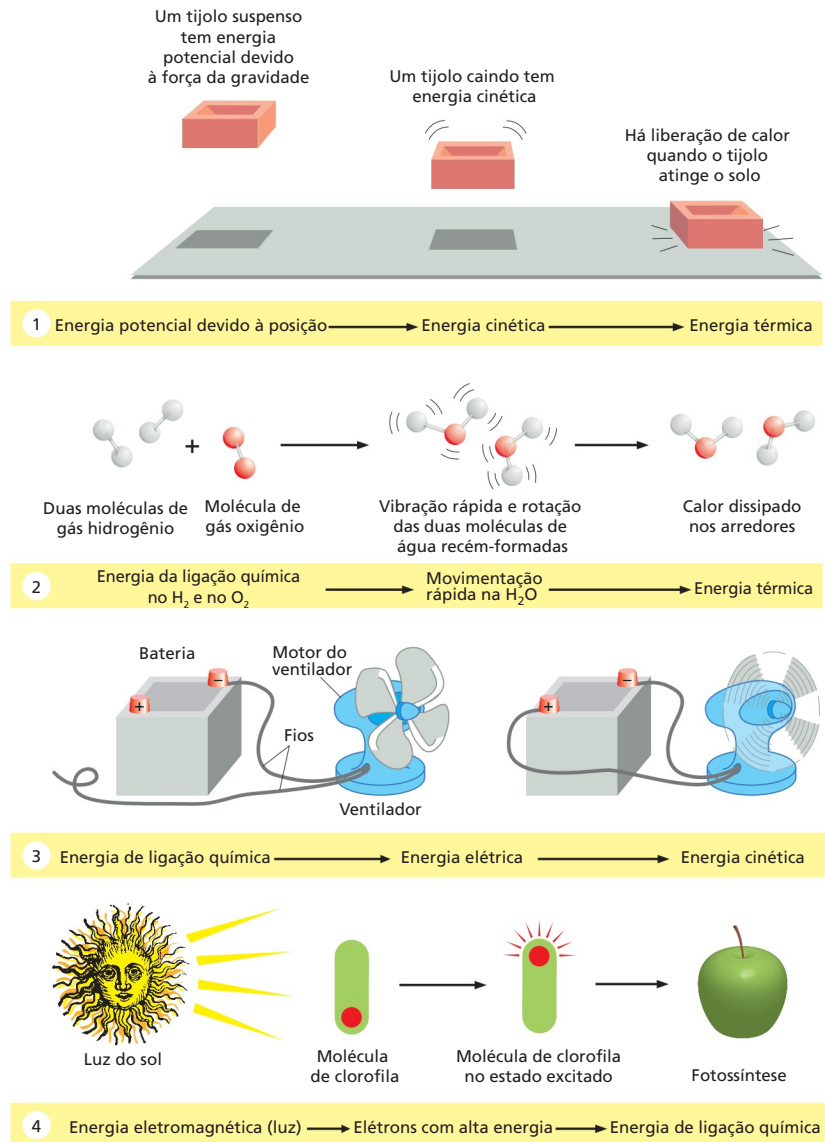 Um tijolo suspenso
tem energia
potencial devido
à força da gravidade
Um tijolo caindo tem
energia cinética
Há liberação de calor
quando o tijolo
atinge o solo
1 Energia potencial devido à posição Energia cinética Energia térmica
+
Duas moléculas de
gás hidrogênio
Molécula de
gás oxigênio
Vibração rápida e rotação
das duas moléculas de
água recém-formadas
Calor dissipado
nos arredores
2 Energia da ligação química
no H₂ e no O₂
Movimentação
rápida na H₂O
Energia térmica
Bateria
Motor do
ventilador
+
–
Fios
Ventilador
+
–
3 Energia de ligação química Energia elétrica Energia cinética
Luz do sol
Molécula
de clorofila
Molécula de clorofila
no estado excitado
Fotossíntese
4 Energia eletromagnética (luz) Elétrons com alta energia Energia de ligação química